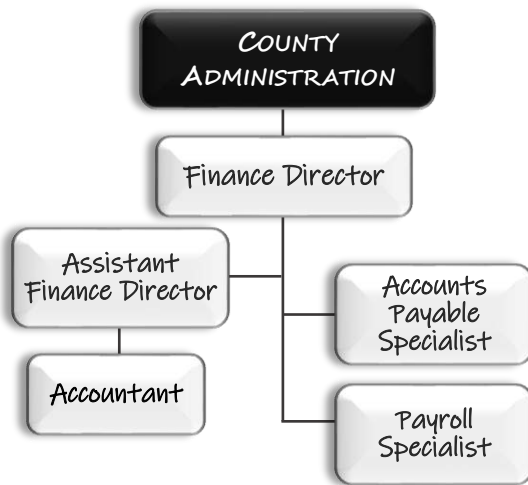 COUNTY
ADMINISTRATION
Finance Director
Assistant
Finance Director
Accounts
Payable
Specialist
Accountant
Payroll
Specialist